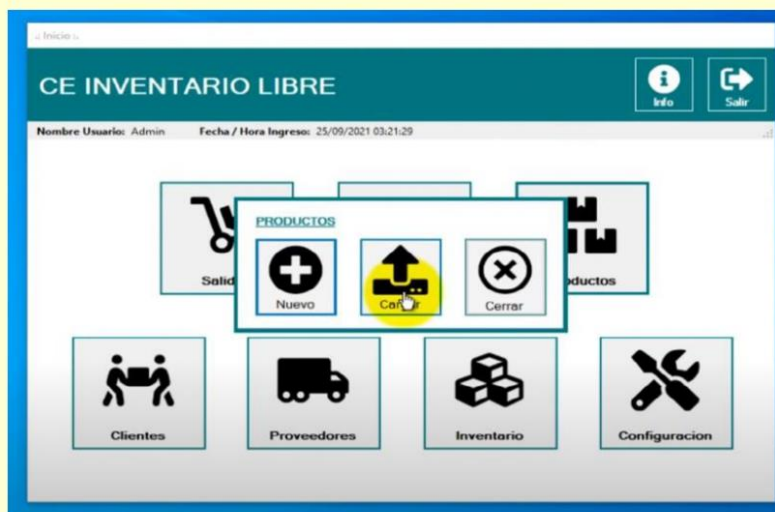 .: Inicio :.
CE INVENTARIO LIBRE
Info
Salir
Nombre Usuario: Admin Fecha / Hora Ingreso: 25/09/2021 03:21:29
PRODUCTOS
Nuevo
Cerrar
Clientes
Proveedores
Inventario
Configuracion